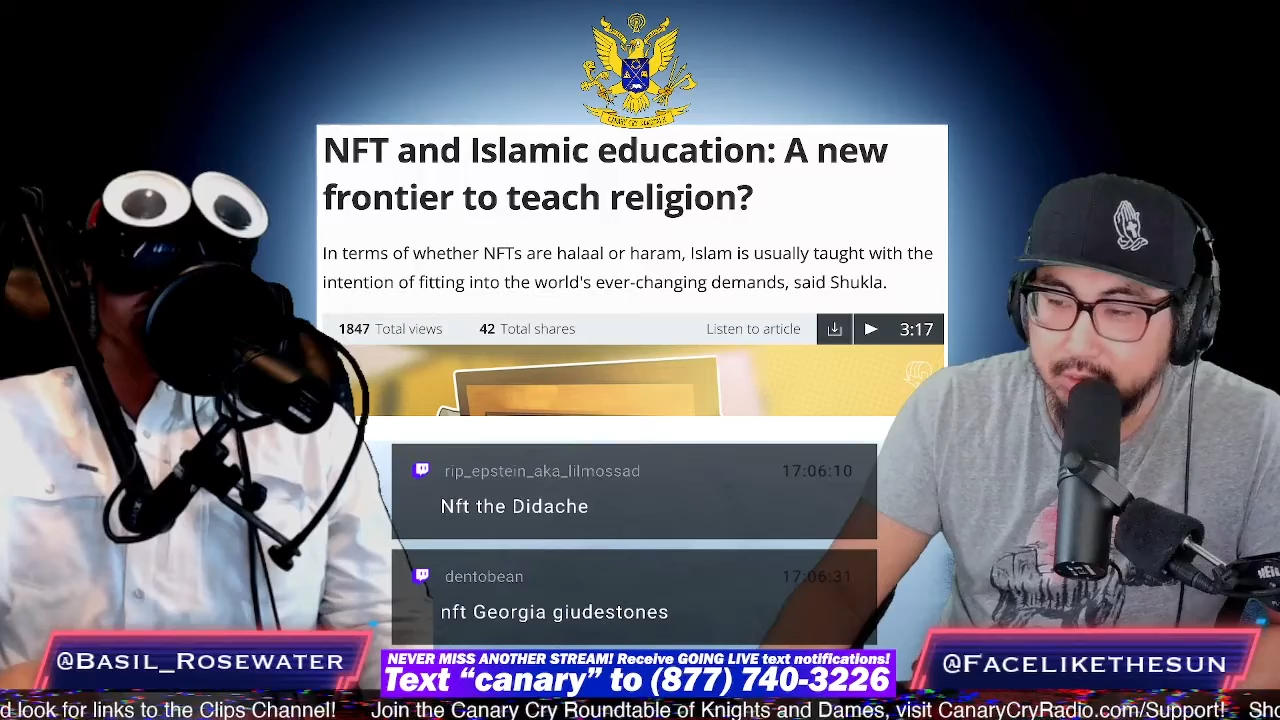 NFT and Islamic education: A new
frontier to teach religion?
In terms of whether NFTs are halaal or haram, Islam is usually taught with the
intention of fitting into the world's ever-changing demands, said Shukla.
1847 Total views 42 Total shares Listen to article 3:17
rip_epstein_aka_lilmossad 17:06:10
Nft the Didache
dentobean 17:06:31
nft Georgia giudestones
@Basil_Rosewater
@Facelikethesun
NEVER MISS ANOTHER STREAM! Receive GOING LIVE text notifications!
Text “canary” to (877) 740-3226
d look for links to the Clips Channel! Join the Canary Cry Roundtable of Knights and Dames, visit CanaryCryRadio.com/Support! Sho